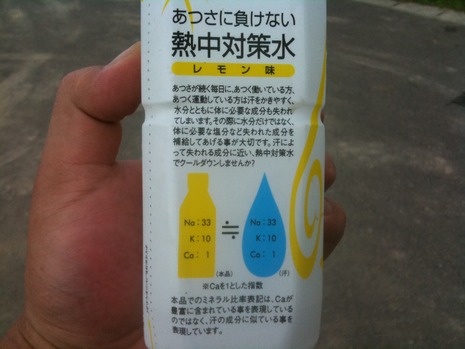 あつさに負けない
熱中対策水
レモン味
あつさが続く毎日に、あつく働いている方、
あつく運動している方は汗をかきやすく、
水分とともに体に必要な成分も失われ
てしまいます。その際に水分だけではなく、
体に必要な塩分など失われた成分を
補給してあげる事が大切です。汗によ
って失われる成分に近い、熱中対策水
でクールダウンしませんか?
Na:33
K:10
Ca: 1
(本品)
≒
Na:33
K:10
Ca: 1
(汗)
※Caを1とした指数
本品でのミネラル比率表記は、Caが
豊富に含まれている事を表現している
のではなく、汗の成分に似ている事を
表現しています。